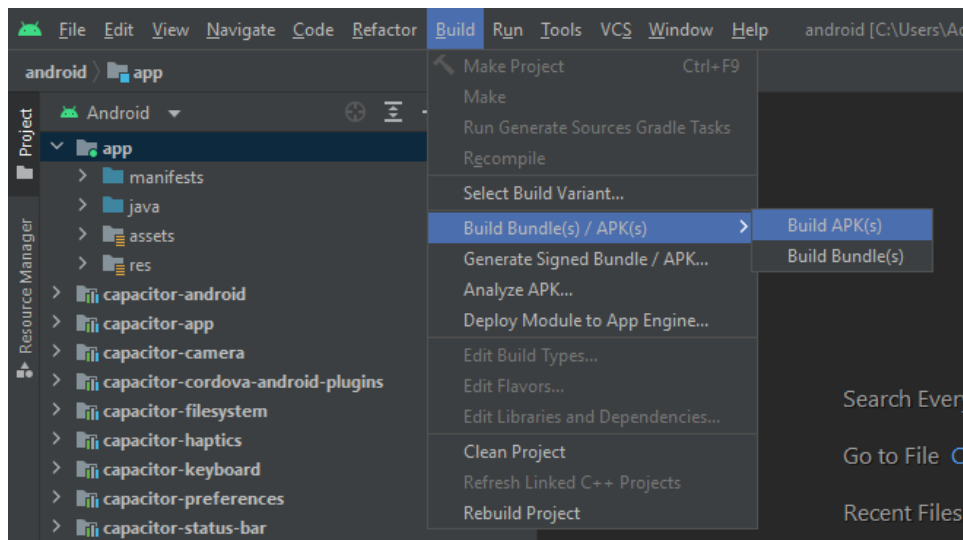 File Edit View Navigate Code Refactor Build Run Tools VCS Window Help android [C:\Users\Ac
android app
Make Project Ctrl+F9
Make
Run Generate Sources Gradle Tasks
Recompile
Select Build Variant...
Build Bundle(s) / APK(s)
Generate Signed Bundle / APK...
Analyze APK...
Deploy Module to App Engine...
Edit Build Types...
Edit Flavors...
Edit Libraries and Dependencies...
Clean Project
Refresh Linked C++ Projects
Rebuild Project
Build APK(s)
Build Bundle(s)
Project
Resource Manager
Android
app
manifests
java
assets
res
capacitor-android
capacitor-app
capacitor-camera
capacitor-cordova-android-plugins
capacitor-filesystem
capacitor-haptics
capacitor-keyboard
capacitor-preferences
capacitor-status-bar
Search Every
Go to File C
Recent Files